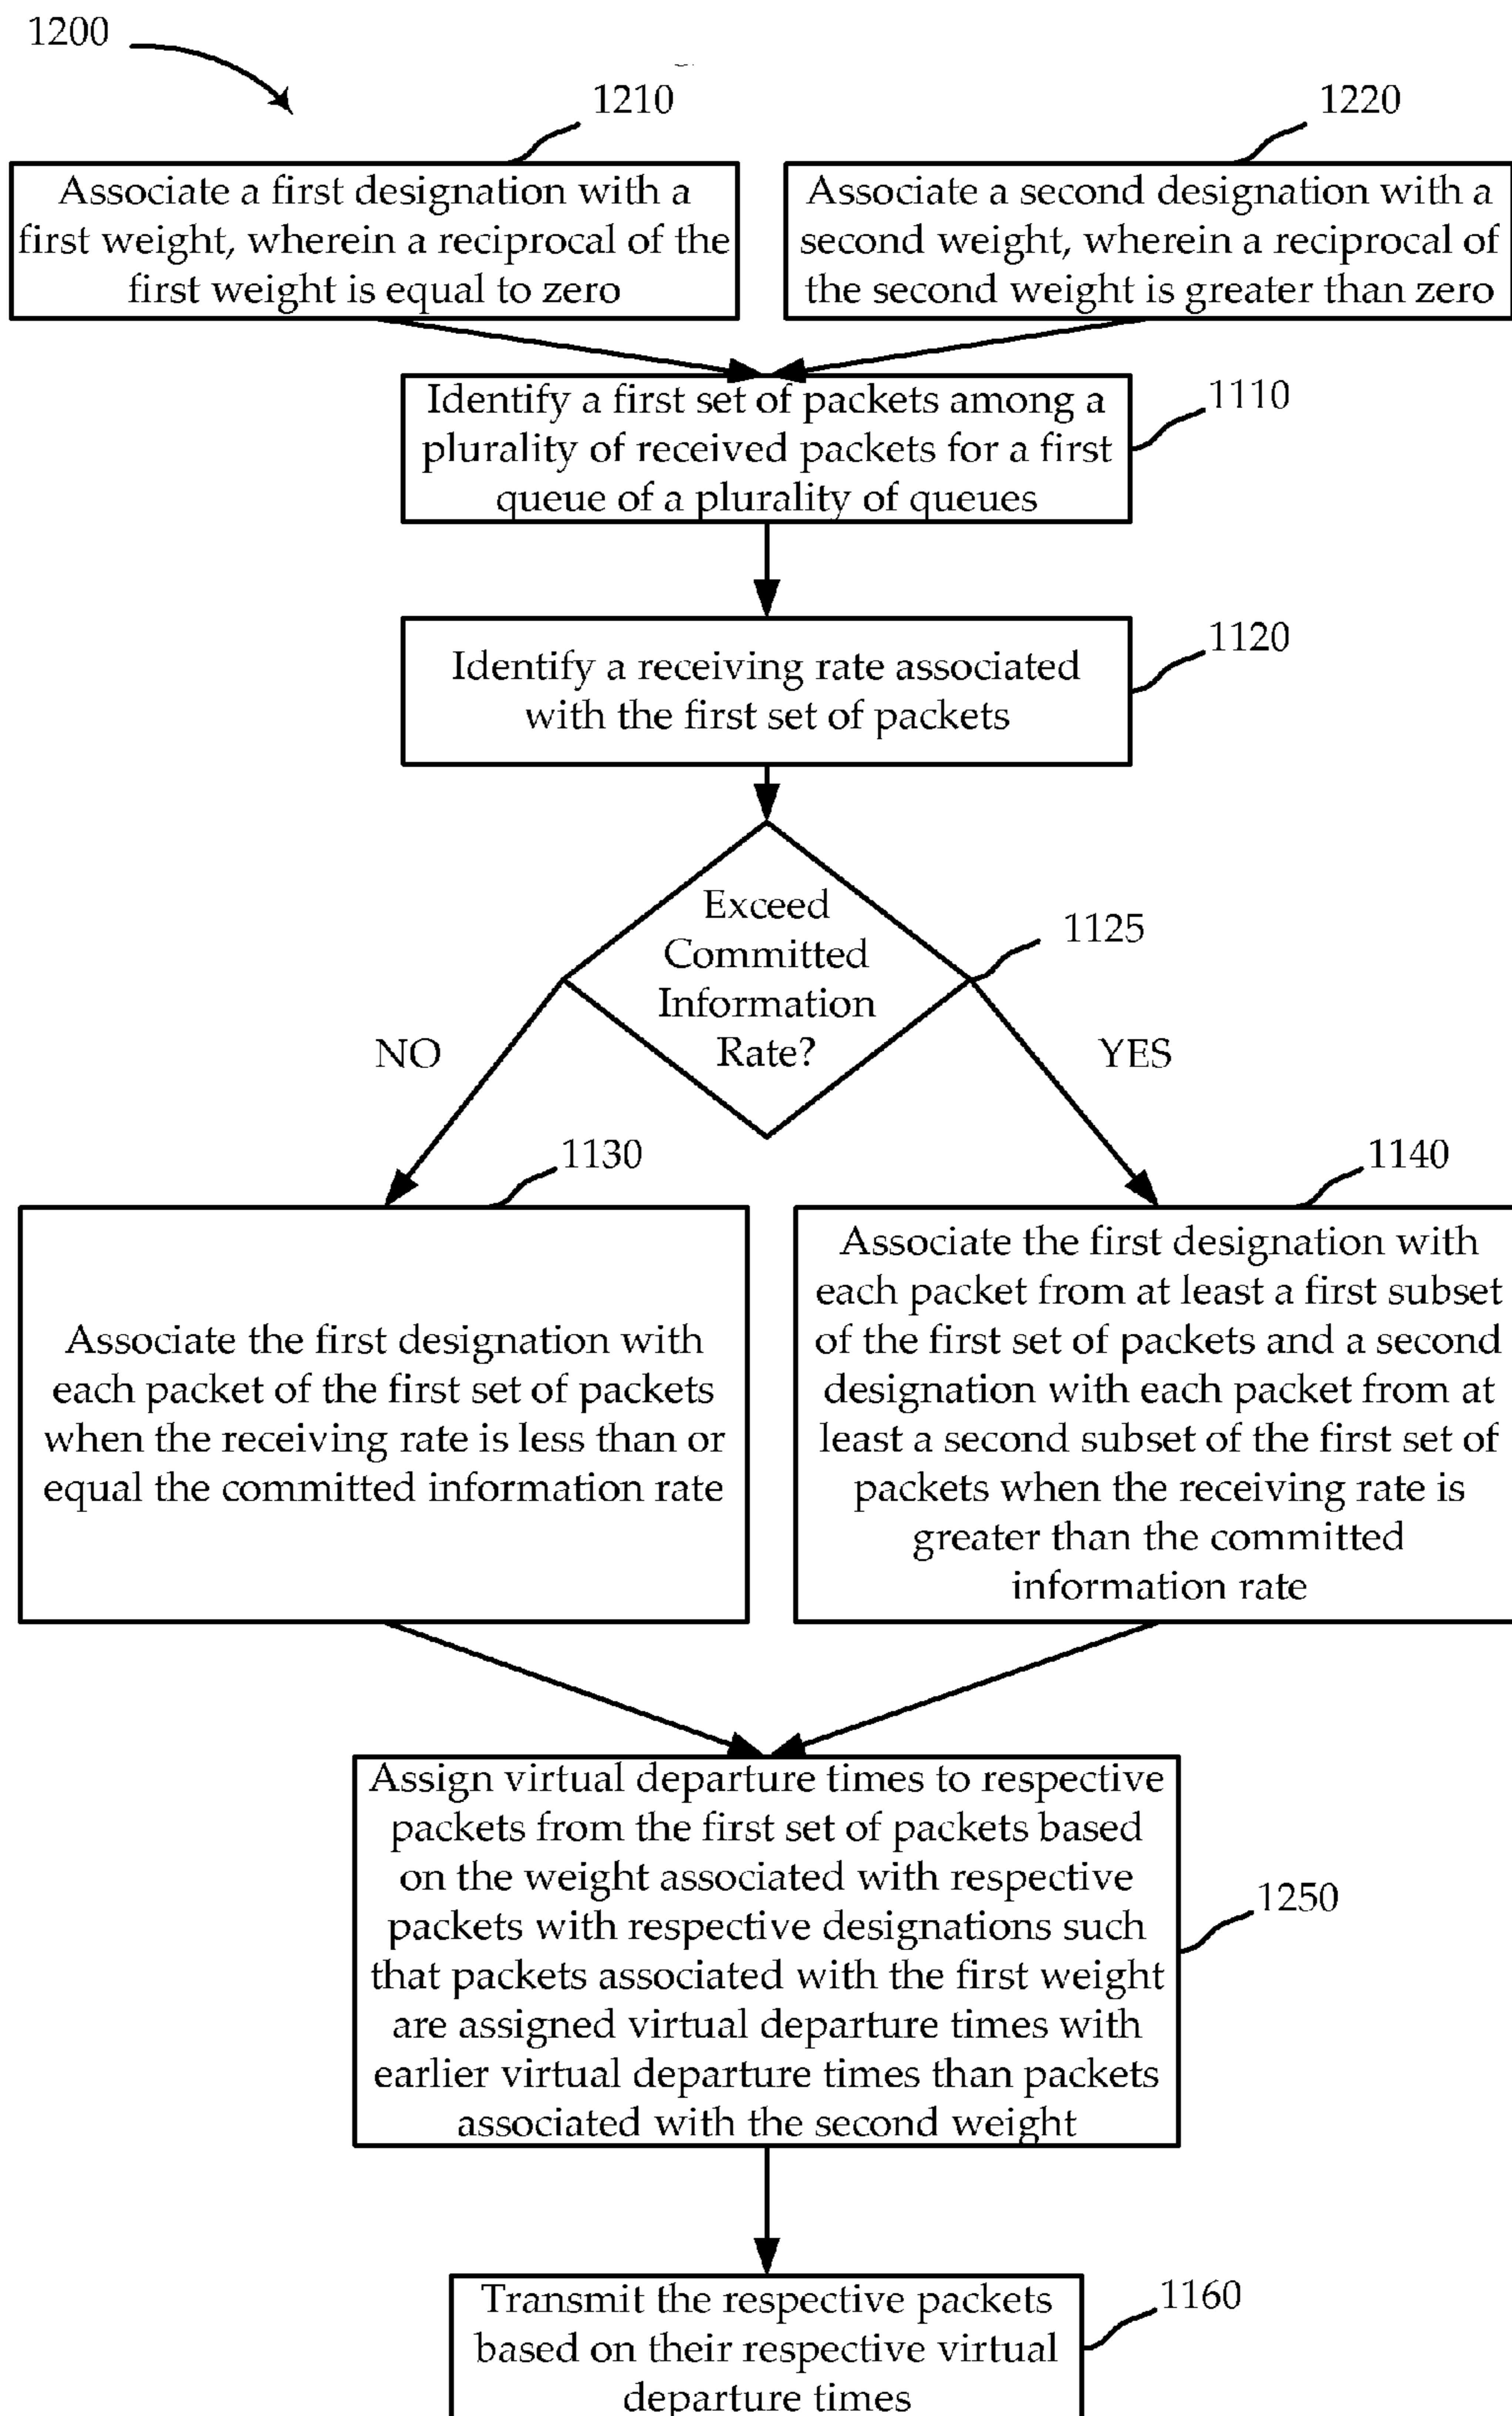 1200
1210
1220
Associate a first designation with a
first weight, wherein a reciprocal of the
first weight is equal to zero
Associate a second designation with a
second weight, wherein a reciprocal of
the second weight is greater than zero
Identify a first set of packets among a
plurality of received packets for a first
queue of a plurality of queues
1110
Identify a receiving rate associated
with the first set of packets
1120
Exceed
Committed
Information
Rate?
1125
NO
YES
1130
1140
Associate the first designation with
each packet of the first set of packets
when the receiving rate is less than or
equal the committed information rate
Associate the first designation with
each packet from at least a first subset
of the first set of packets and a second
designation with each packet from at
least a second subset of the first set of
packets when the receiving rate is
greater than the committed
information rate
Assign virtual departure times to respective
packets from the first set of packets based
on the weight associated with respective
packets with respective designations such
that packets associated with the first weight
are assigned virtual departure times with
earlier virtual departure times than packets
associated with the second weight
1250
Transmit the respective packets
based on their respective virtual
departure times
1160